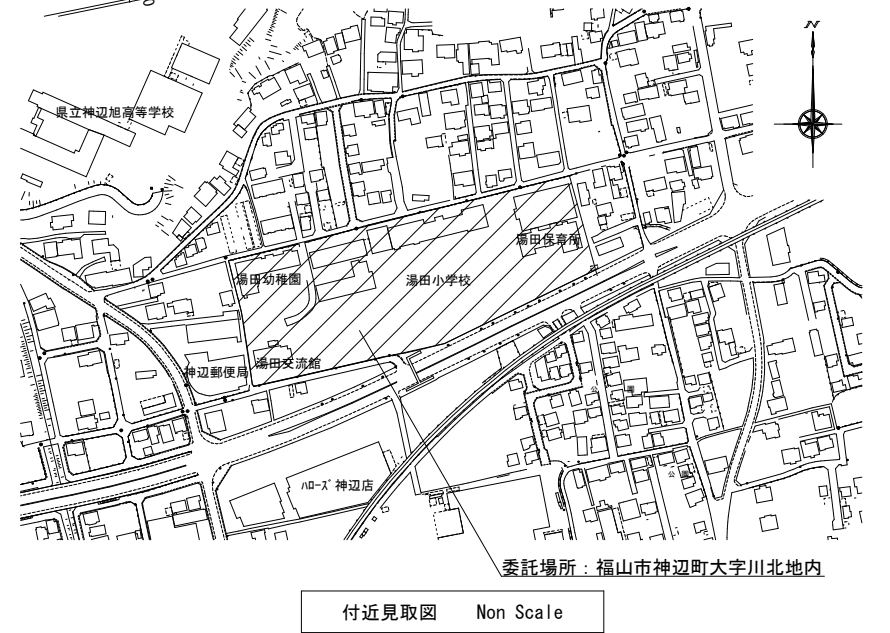 N
県立神辺旭高等学校
湯田保育所
湯田幼稚園
湯田小学校
湯田交流館
神辺郵便局
公園
ハローズ神辺店
公園
委託場所：福山市神辺町大字川北地内
付近見取図 Non Scale